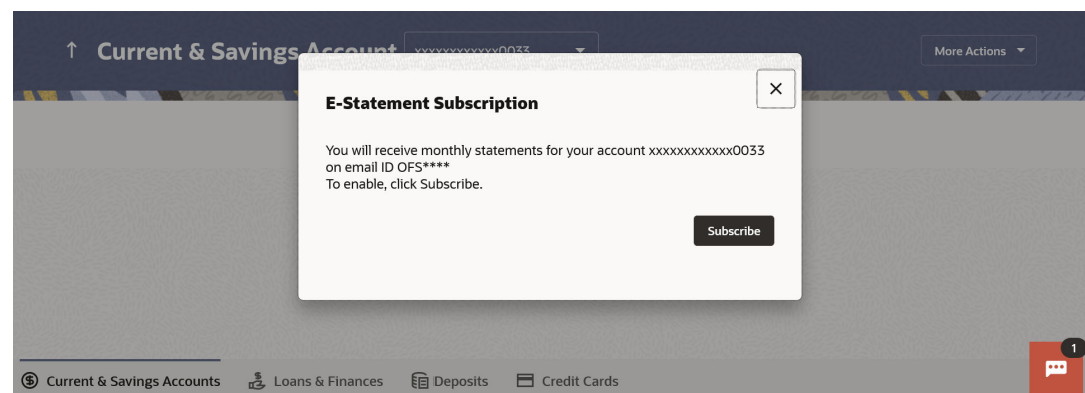 ↑ Current & Savings Account xxxxxxxxxxxx0033
More Actions
E-Statement Subscription
You will receive monthly statements for your account xxxxxxxxxxxx0033
on email ID OFS****
To enable, click Subscribe.
Subscribe
1
Current & Savings Accounts Loans & Finances Deposits Credit Cards